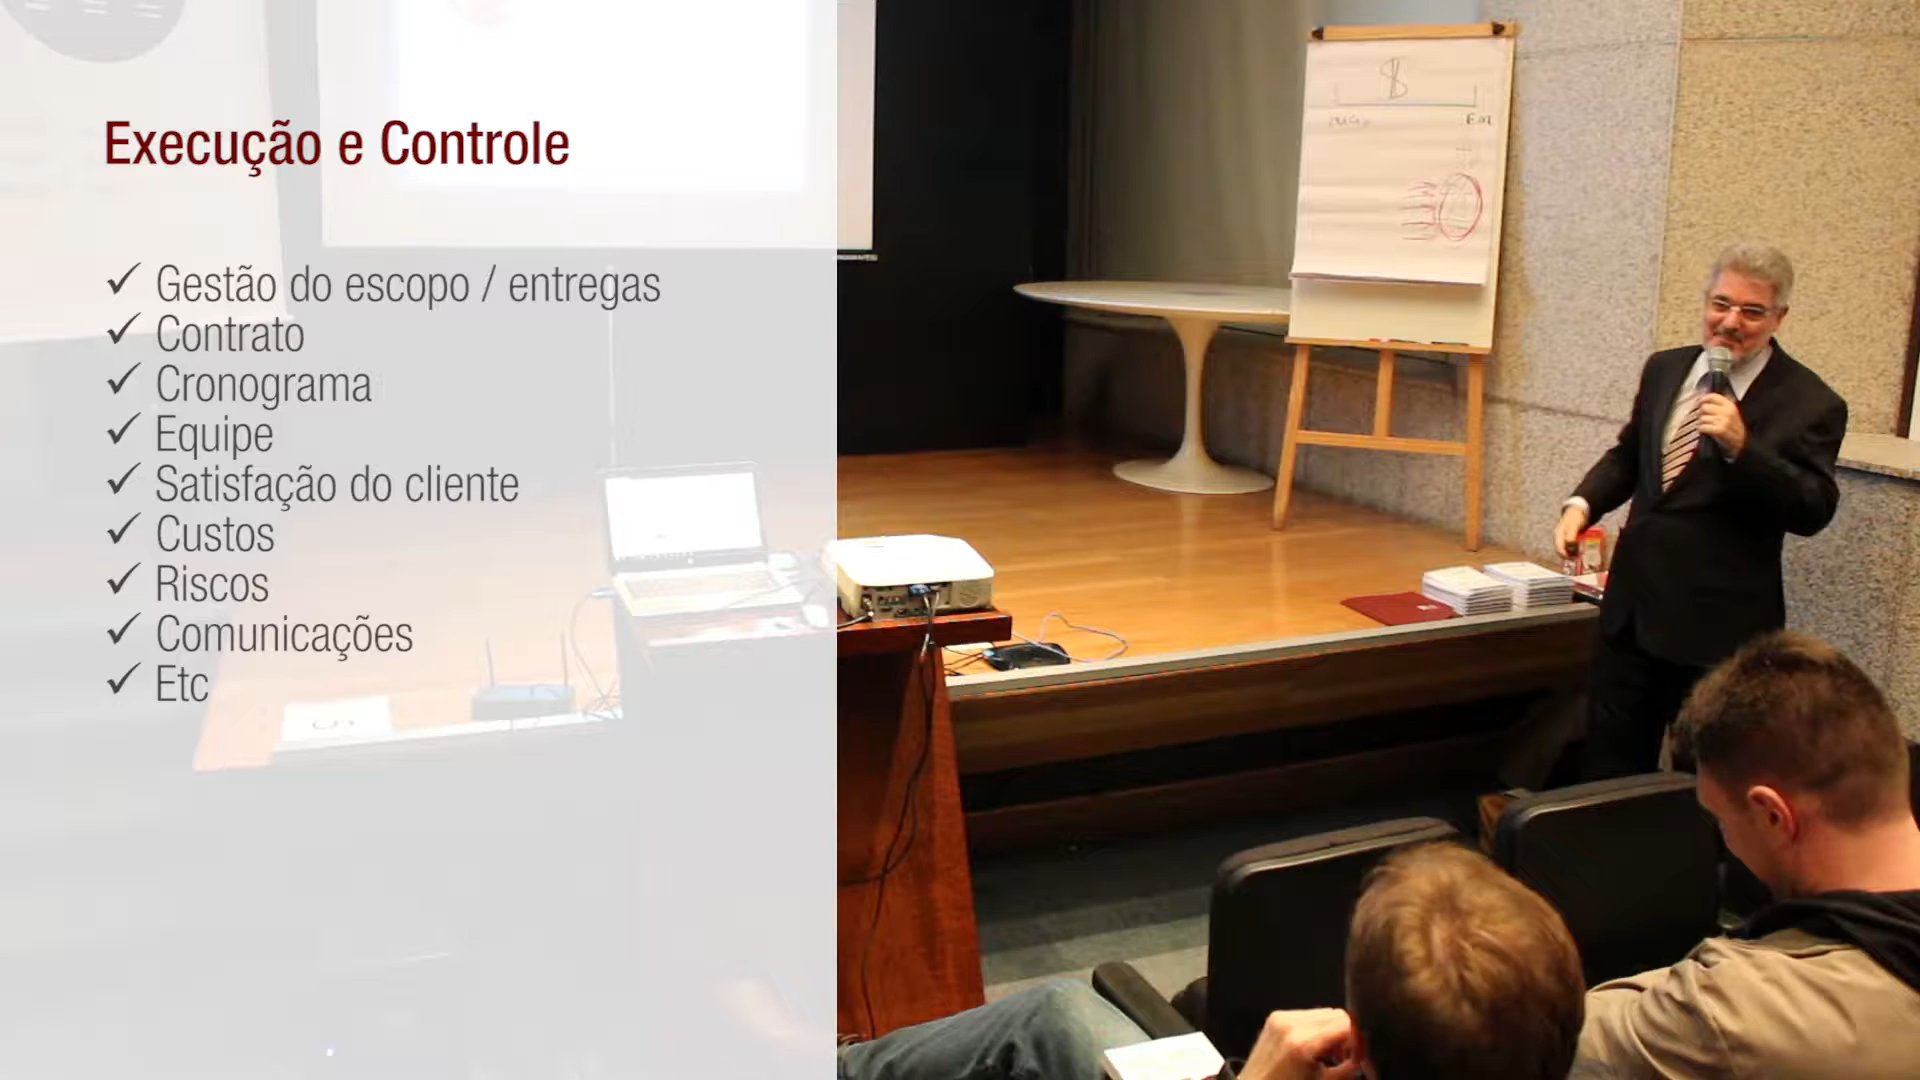 Execução e Controle
✓ Gestão do escopo / entregas
✓ Contrato
✓ Cronograma
✓ Equipe
✓ Satisfação do cliente
✓ Custos
✓ Riscos
✓ Comunicações
✓ Etc
$